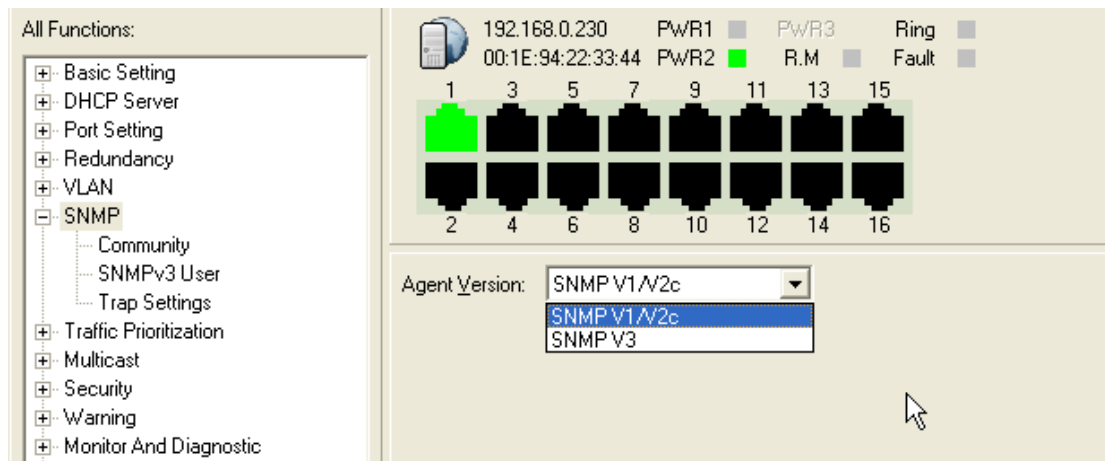 All Functions:
Basic Setting
DHCP Server
Port Setting
Redundancy
VLAN
SNMP
Community
SNMPv3 User
Trap Settings
Traffic Prioritization
Multicast
Security
Warning
Monitor And Diagnostic
192.168.0.230 PWR1 PWR3 Ring
00:1E:94:22:33:44 PWR2 R.M Fault
1 3 5 7 9 11 13 15
2 4 6 8 10 12 14 16
Agent Version: SNMP V1/V2c
SNMP V1/V2c
SNMP V3